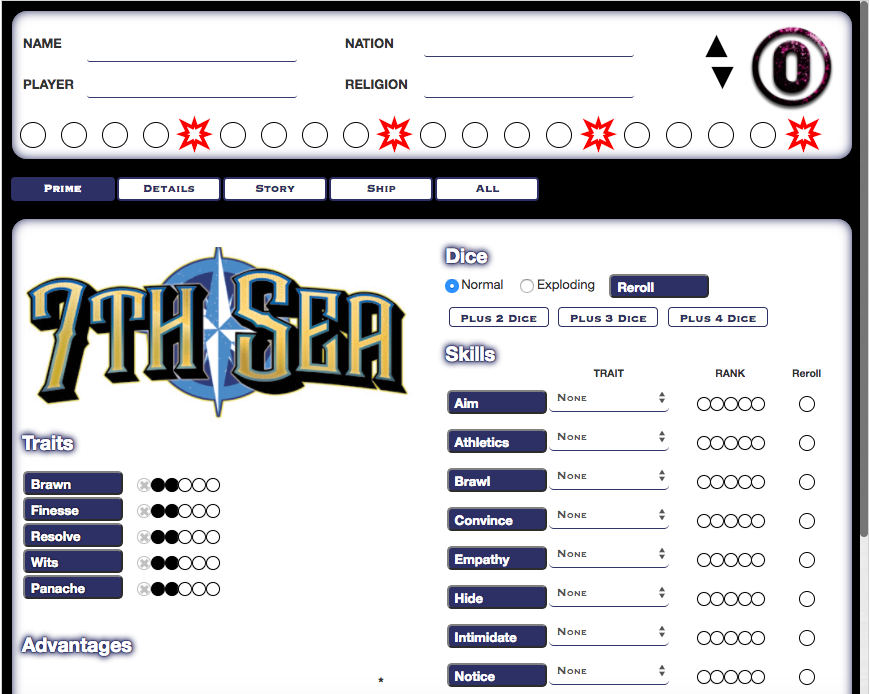 NAME NATION
PLAYER RELIGION
0
Prime Details Story Ship All
7TH SEA
Traits
Brawn
Finesse
Resolve
Wits
Panache
Advantages
*
Dice
Normal Exploding Reroll
Plus 2 Dice Plus 3 Dice Plus 4 Dice
Skills
TRAIT RANK Reroll
Aim None
Athletics None
Brawl None
Convince None
Empathy None
Hide None
Intimidate None
Notice None